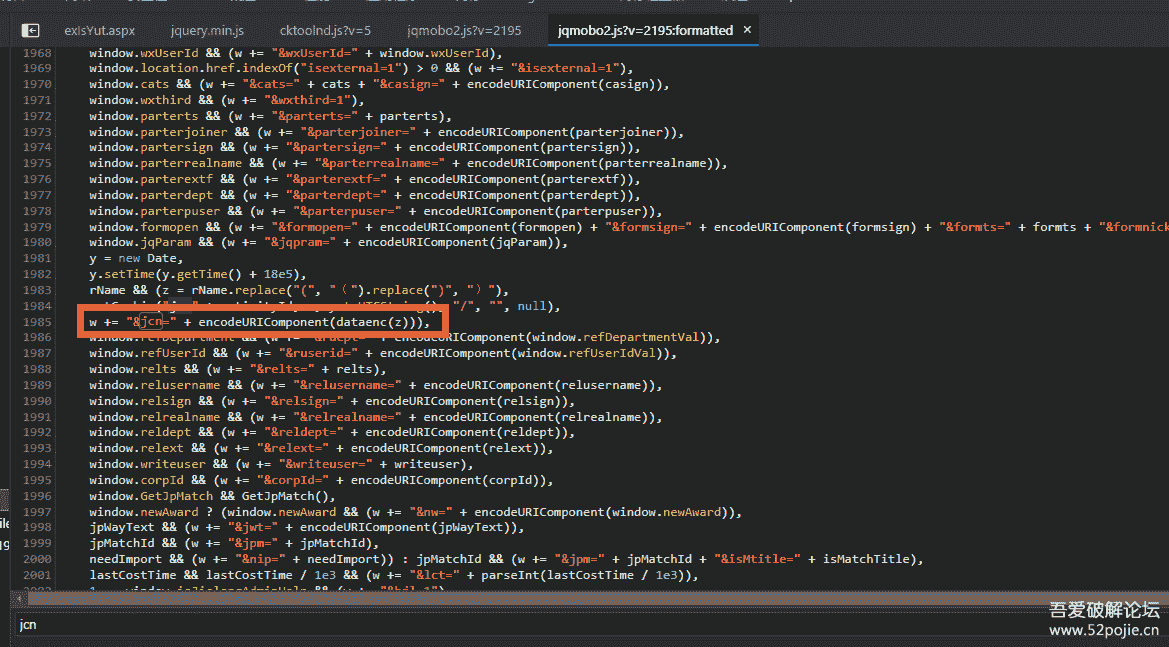 exIsYut.aspx jquery.min.js cktoolnd.js?v=5 jqmobo2.js?v=2195 jqmobo2.js?v=2195:formatted ×
1968 window.wxUserId && (w += "&wxUserId=" + window.wxUserId),
1969 window.location.href.indexOf("isexternal=1") > 0 && (w += "&isexternal=1"),
1970 window.cats && (w += "&cats=" + cats + "&casign=" + encodeURIComponent(casign)),
1971 window.wxthird && (w += "&wxthird=1"),
1972 window.parterts && (w += "&parterts=" + parterts),
1973 window.parterjoiner && (w += "&parterjoiner=" + encodeURIComponent(parterjoiner)),
1974 window.partersign && (w += "&partersign=" + encodeURIComponent(partersign)),
1975 window.parterrealname && (w += "&parterrealname=" + encodeURIComponent(parterrealname)),
1976 window.parterextf && (w += "&parterextf=" + encodeURIComponent(parterextf)),
1977 window.parterdept && (w += "&parterdept=" + encodeURIComponent(parterdept)),
1978 window.parterpuser && (w += "&parterpuser=" + encodeURIComponent(parterpuser)),
1979 window.formopen && (w += "&formopen=" + encodeURIComponent(formopen) + "&formsign=" + encodeURIComponent(formsign) + "&formts=" + formts + "&formnick
1980 window.jqParam && (w += "&jqpram=" + encodeURIComponent(jqParam)),
1981 y = new Date,
1982 y.setTime(y.getTime() + 18e5),
1983 rName && (z = rName.replace("(", "（").replace(")", "）"),
1984 "/", "", null),
1985 w += "&jcn=" + encodeURIComponent(dataenc(z))),
1986 window.refDepartment && (w += "&dept=" + encodeURIComponent(window.refDepartmentVal)),
1987 window.refUserId && (w += "&ruserid=" + encodeURIComponent(window.refUserIdVal)),
1988 window.relts && (w += "&relts=" + relts),
1989 window.relusername && (w += "&relusername=" + encodeURIComponent(relusername)),
1990 window.relsign && (w += "&relsign=" + encodeURIComponent(relsign)),
1991 window.relrealname && (w += "&relrealname=" + encodeURIComponent(relrealname)),
1992 window.reldept && (w += "&reldept=" + encodeURIComponent(reldept)),
1993 window.relext && (w += "&relext=" + encodeURIComponent(relext)),
1994 window.writeuser && (w += "&writeuser=" + writeuser),
1995 window.corpId && (w += "&corpId=" + encodeURIComponent(corpId)),
1996 window.GetJpMatch && GetJpMatch(),
1997 window.newAward ? (window.newAward && (w += "&nw=" + encodeURIComponent(window.newAward)),
1998 jpWayText && (w += "&jwt=" + encodeURIComponent(jpWayText)),
1999 jpMatchId && (w += "&jpm=" + jpMatchId),
2000 needImport && (w += "&nip=" + needImport)) : jpMatchId && (w += "&jpm=" + jpMatchId + "&isMtitle=" + isMatchTitle),
2001 lastCostTime && lastCostTime / 1e3 && (w += "&lct=" + parseInt(lastCostTime / 1e3)),
jcn
吾爱破解论坛
www.52pojie.cn